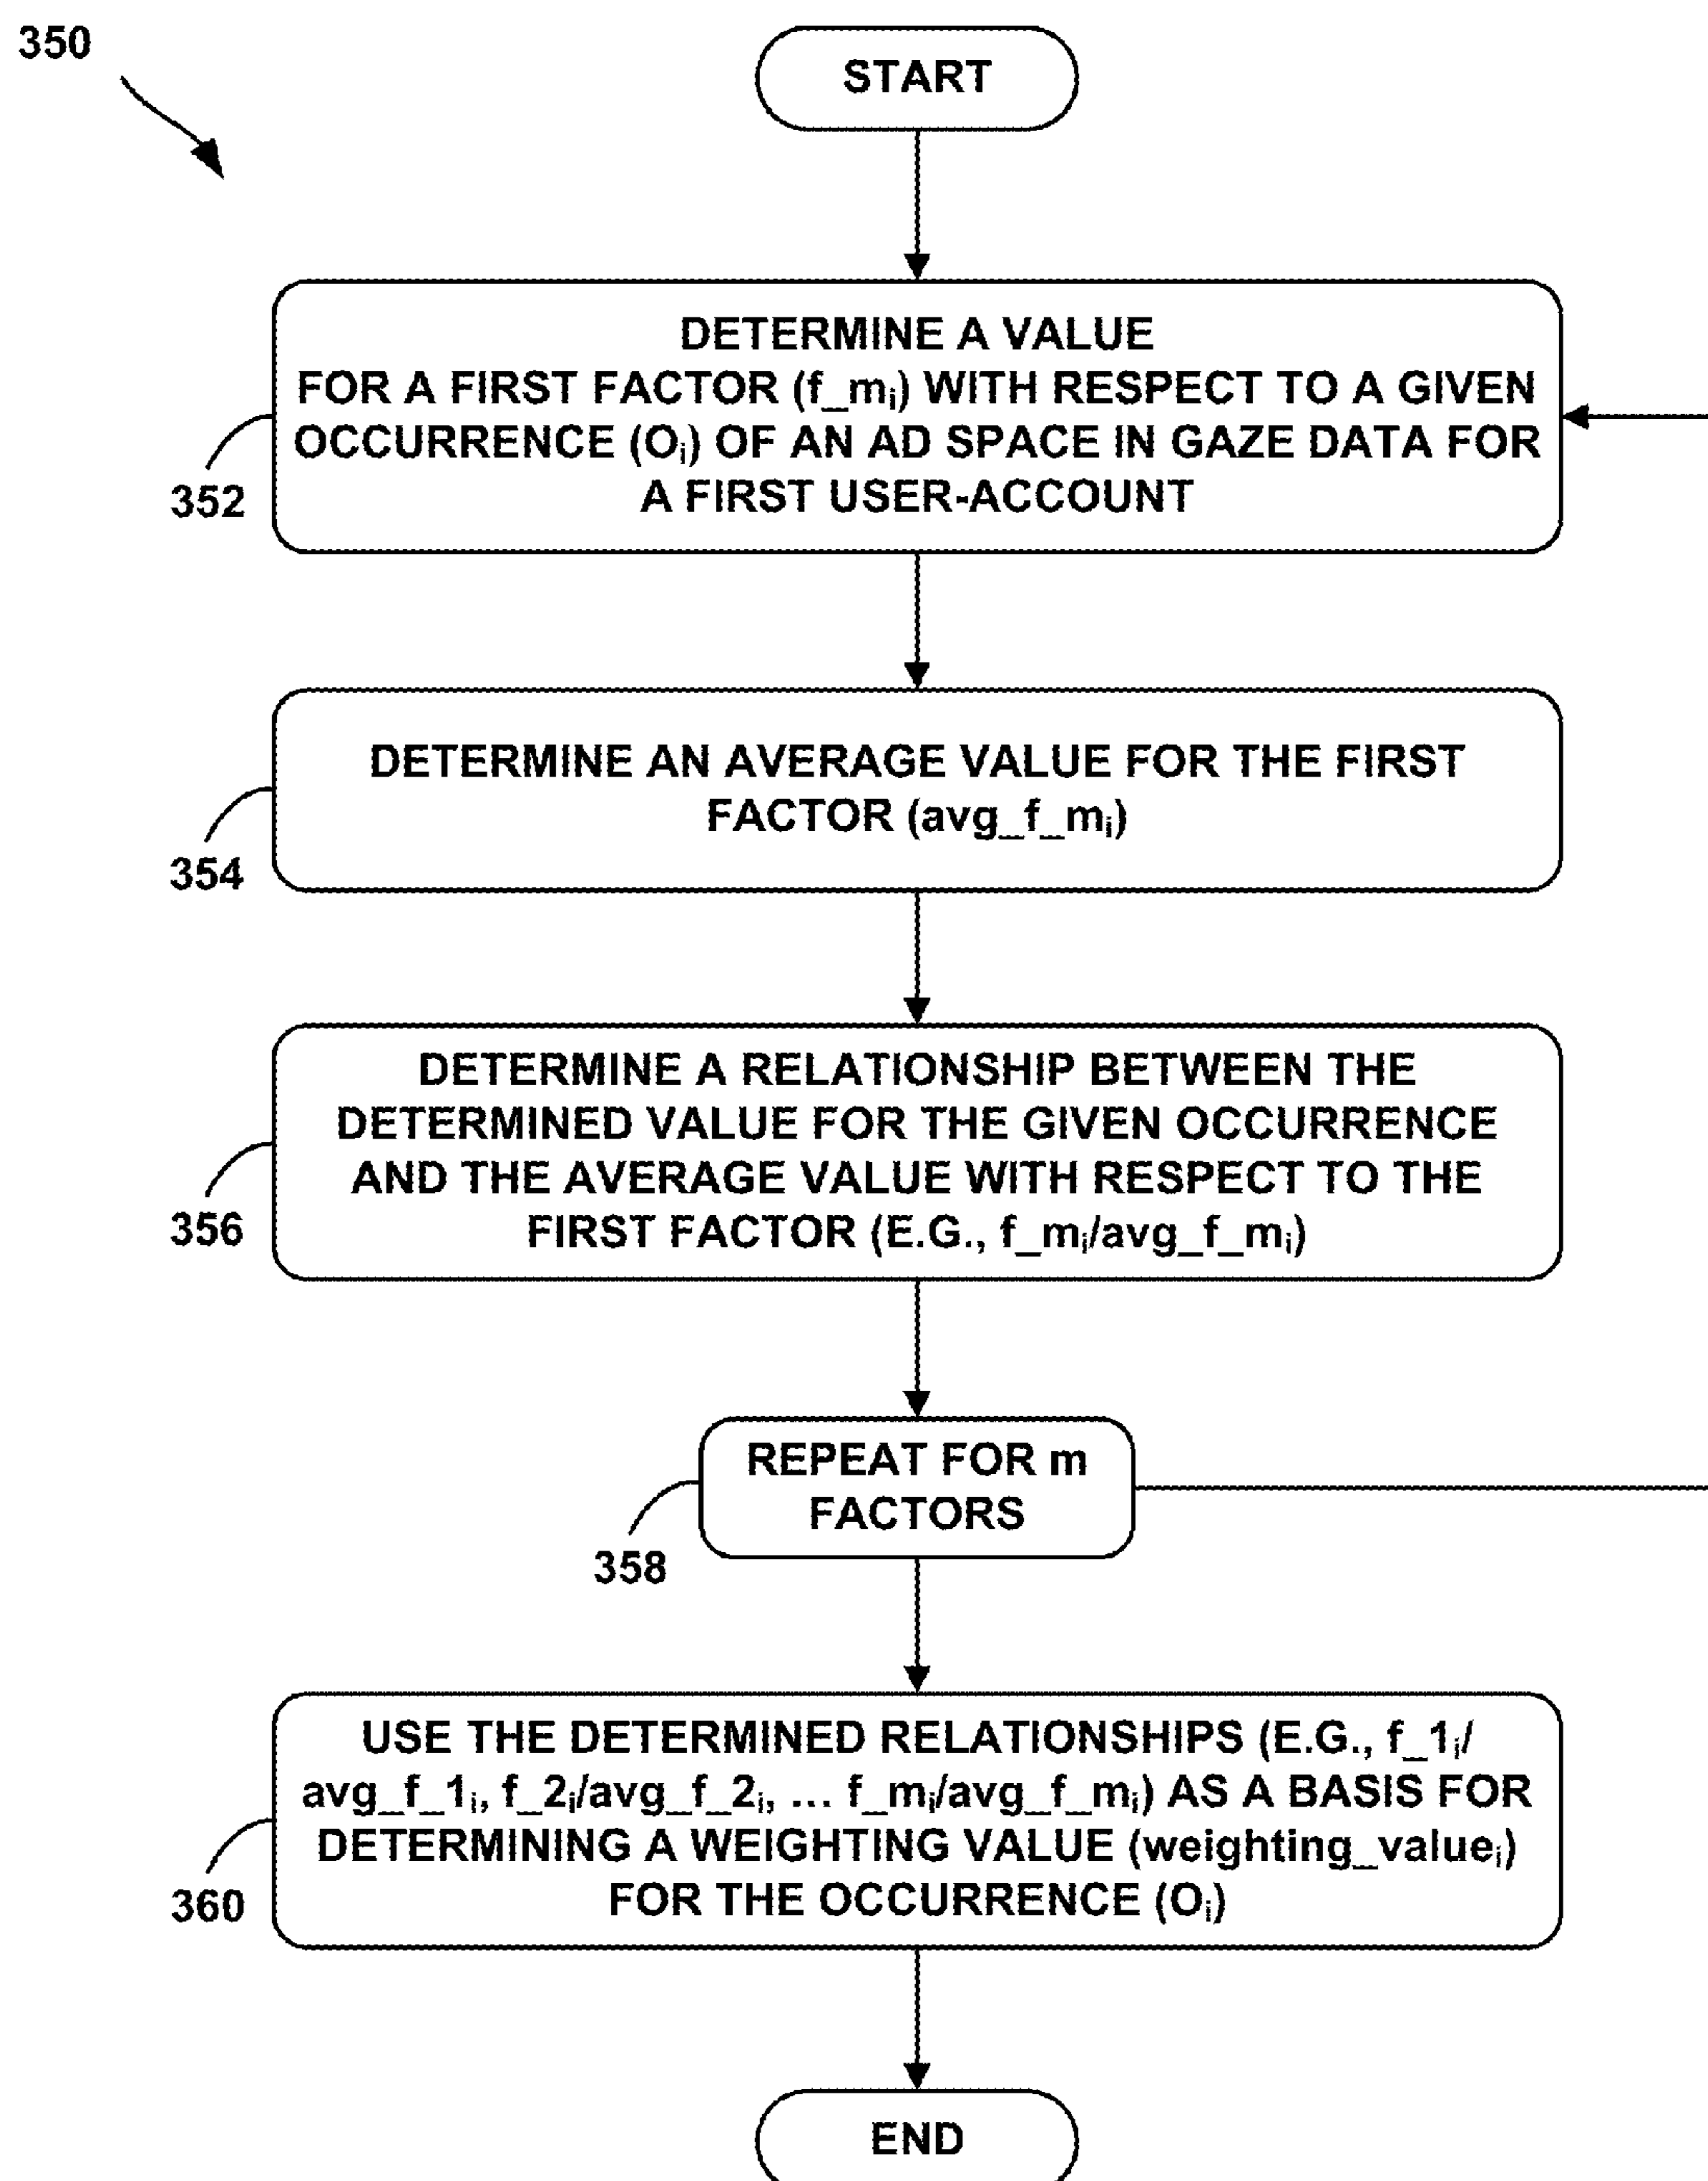 350
START
DETERMINE A VALUE
FOR A FIRST FACTOR (f_mᵢ) WITH RESPECT TO A GIVEN
OCCURRENCE (Oᵢ) OF AN AD SPACE IN GAZE DATA FOR
A FIRST USER-ACCOUNT
352
DETERMINE AN AVERAGE VALUE FOR THE FIRST
FACTOR (avg_f_mᵢ)
354
DETERMINE A RELATIONSHIP BETWEEN THE
DETERMINED VALUE FOR THE GIVEN OCCURRENCE
AND THE AVERAGE VALUE WITH RESPECT TO THE
FIRST FACTOR (E.G., f_mᵢ/avg_f_mᵢ)
356
REPEAT FOR m
FACTORS
358
USE THE DETERMINED RELATIONSHIPS (E.G., f_1ᵢ/
avg_f_1ᵢ, f_2ᵢ/avg_f_2ᵢ, ... f_mᵢ/avg_f_mᵢ) AS A BASIS FOR
DETERMINING A WEIGHTING VALUE (weighting_valueᵢ)
FOR THE OCCURRENCE (Oᵢ)
360
END